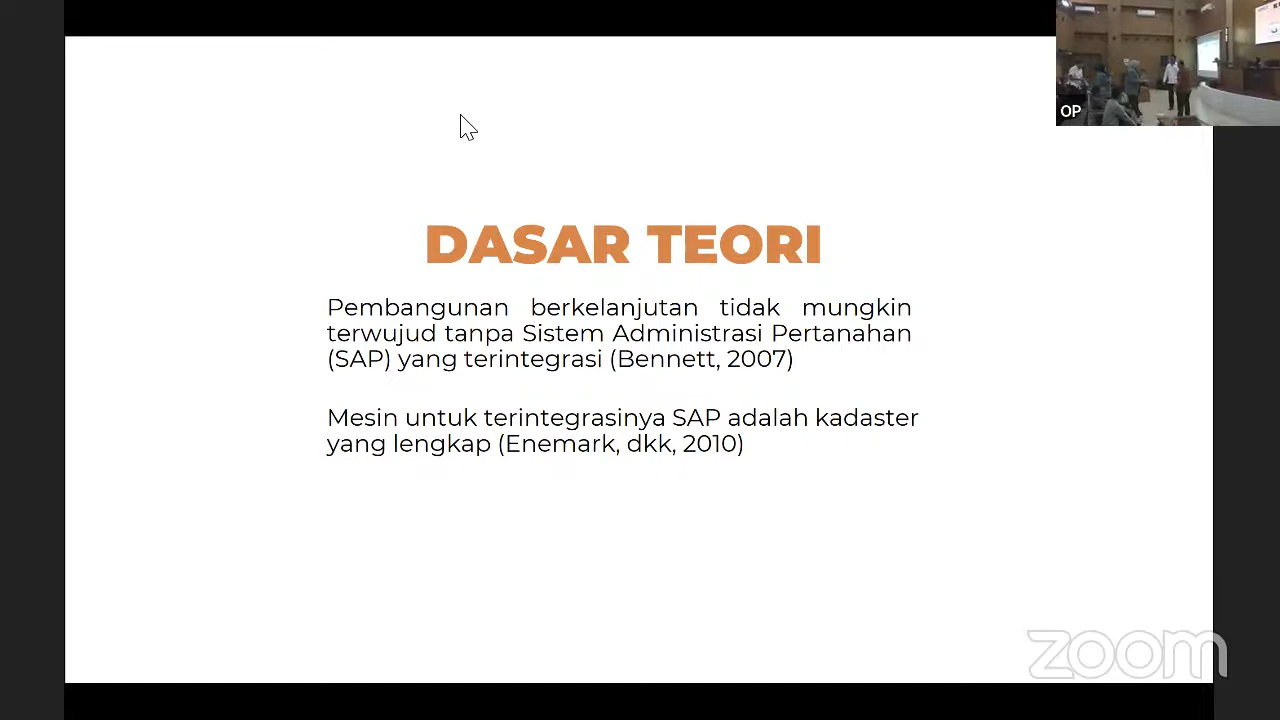 OP
DASAR TEORI
Pembangunan berkelanjutan tidak mungkin
terwujud tanpa Sistem Administrasi Pertanahan
(SAP) yang terintegrasi (Bennett, 2007)
Mesin untuk terintegrasinya SAP adalah kadaster
yang lengkap (Enemark, dkk, 2010)
zoom